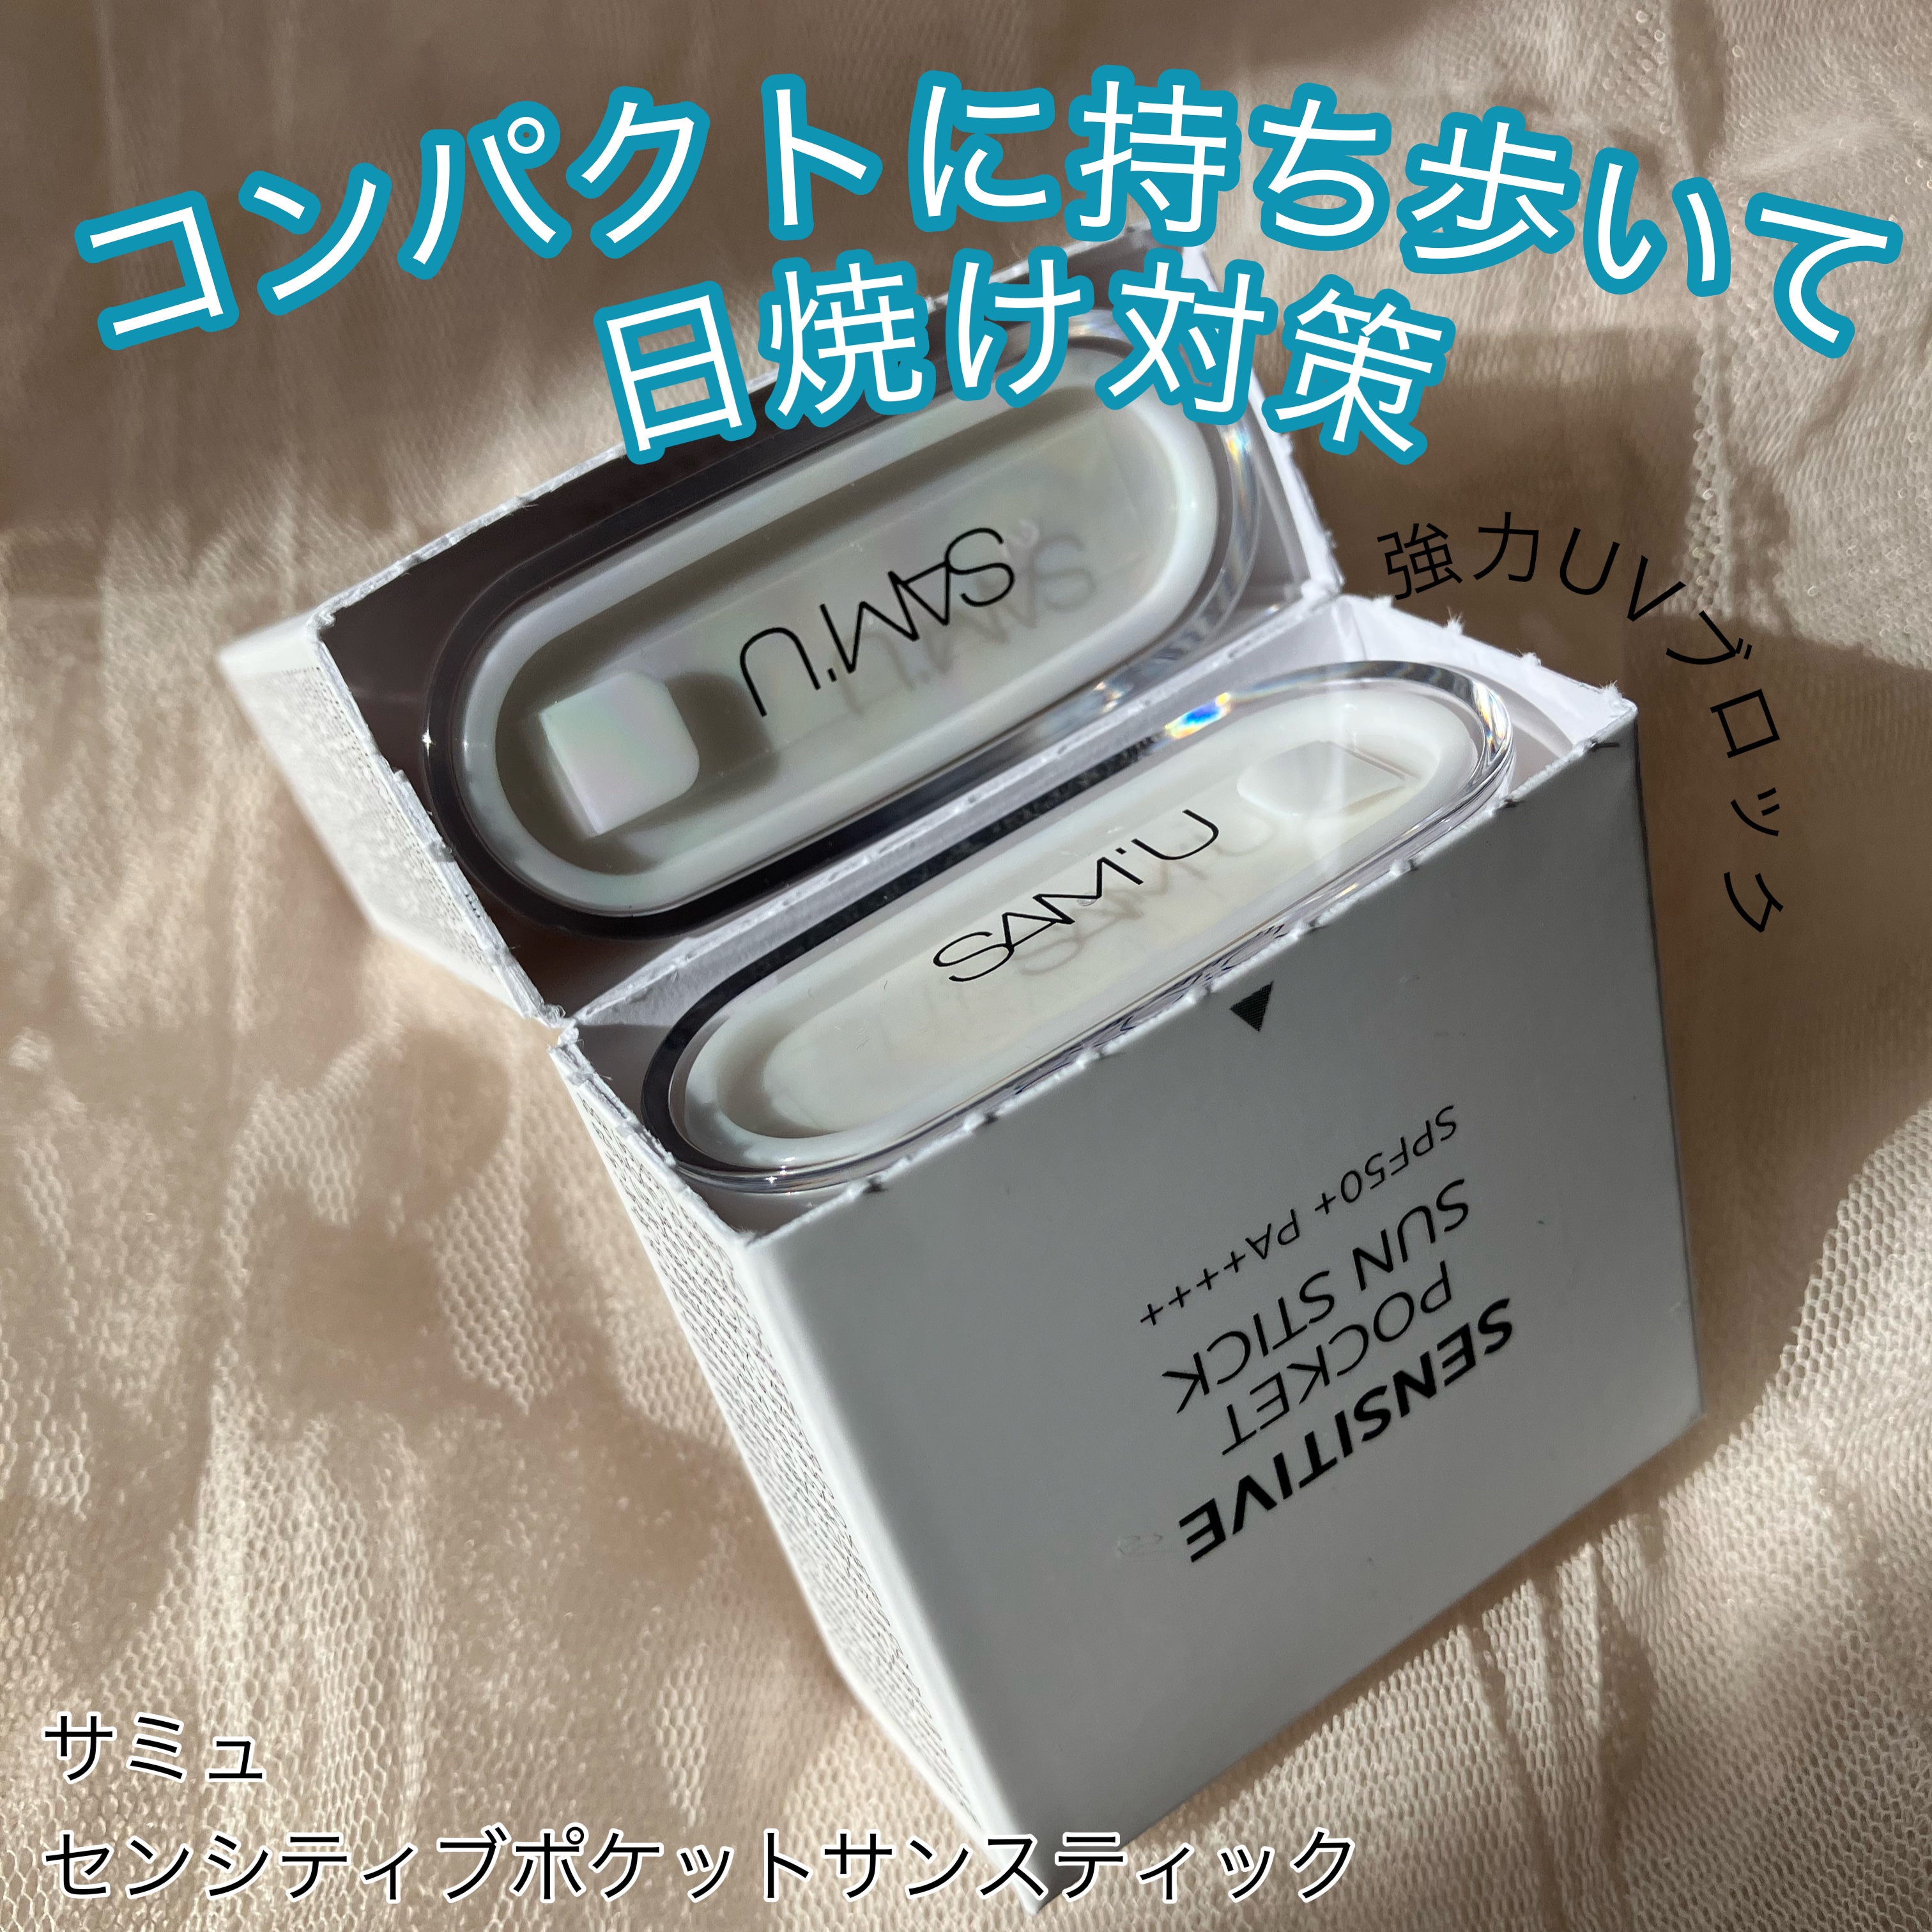 コンパクトに持ち歩いて
日焼け対策
強力UVブロック
SAM'U
SAM'U
SENSITIVE
POCKET
SUN STICK
SPF50+ PA++++
サミュ
センシティブポケットサンスティック